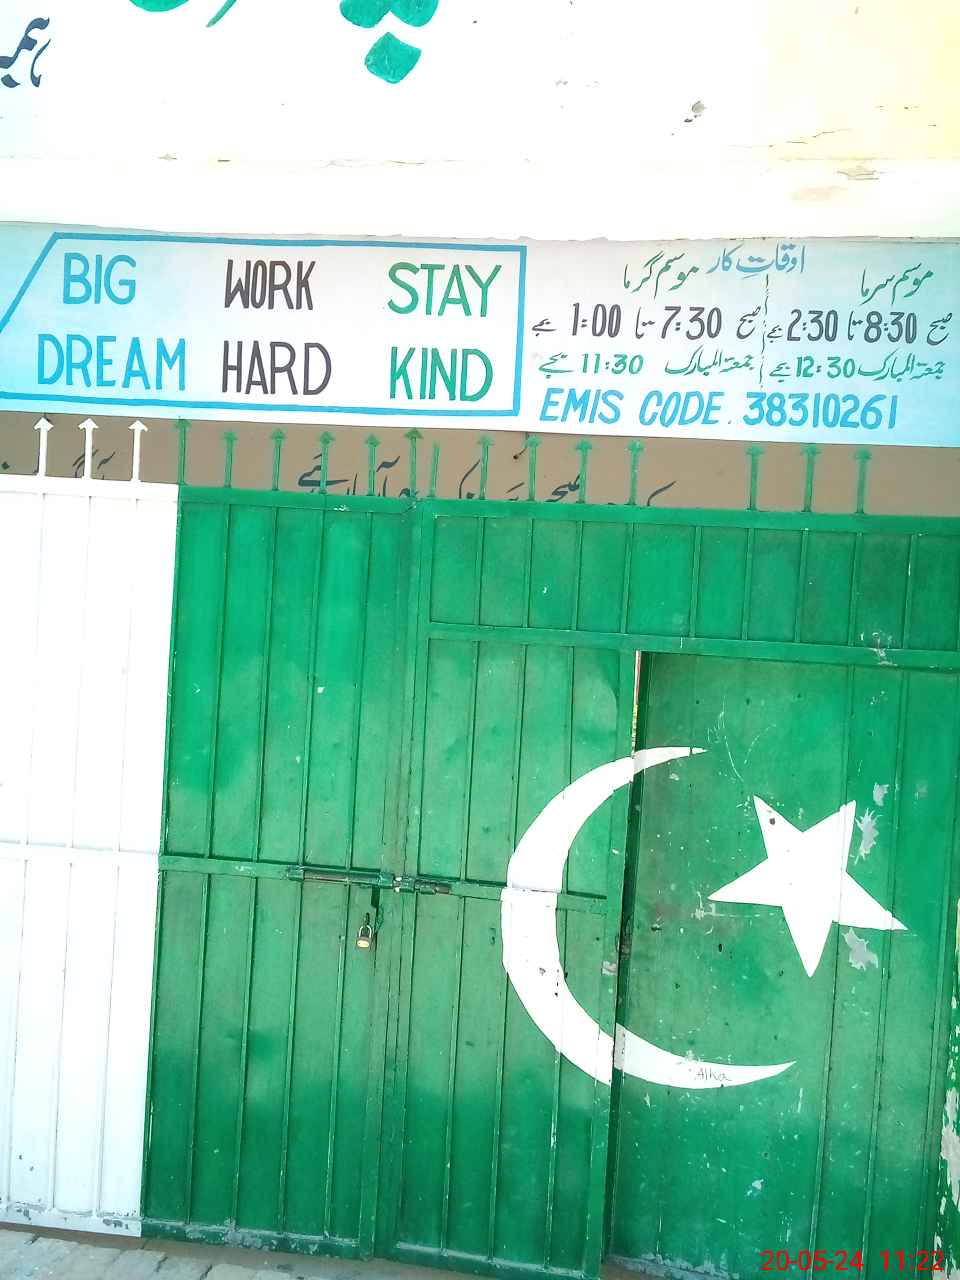 BIG WORK STAY
DREAM HARD KIND
اوقاتِ کار
موسم سرما موسم گرما
صبح 8:30 تا 2:30 بجے صبح 7:30 تا 1:00 بجے
جمعتہ المبارک 12:30 بجے جمعتہ المبارک 11:30 بجے
EMIS CODE. 38310261
20-05-24 11:22